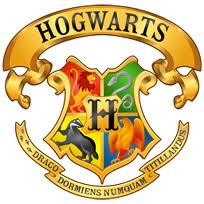 HOGWARTS
H
DRACO
DORMIENS NUMQUAM
TITILLANDUS